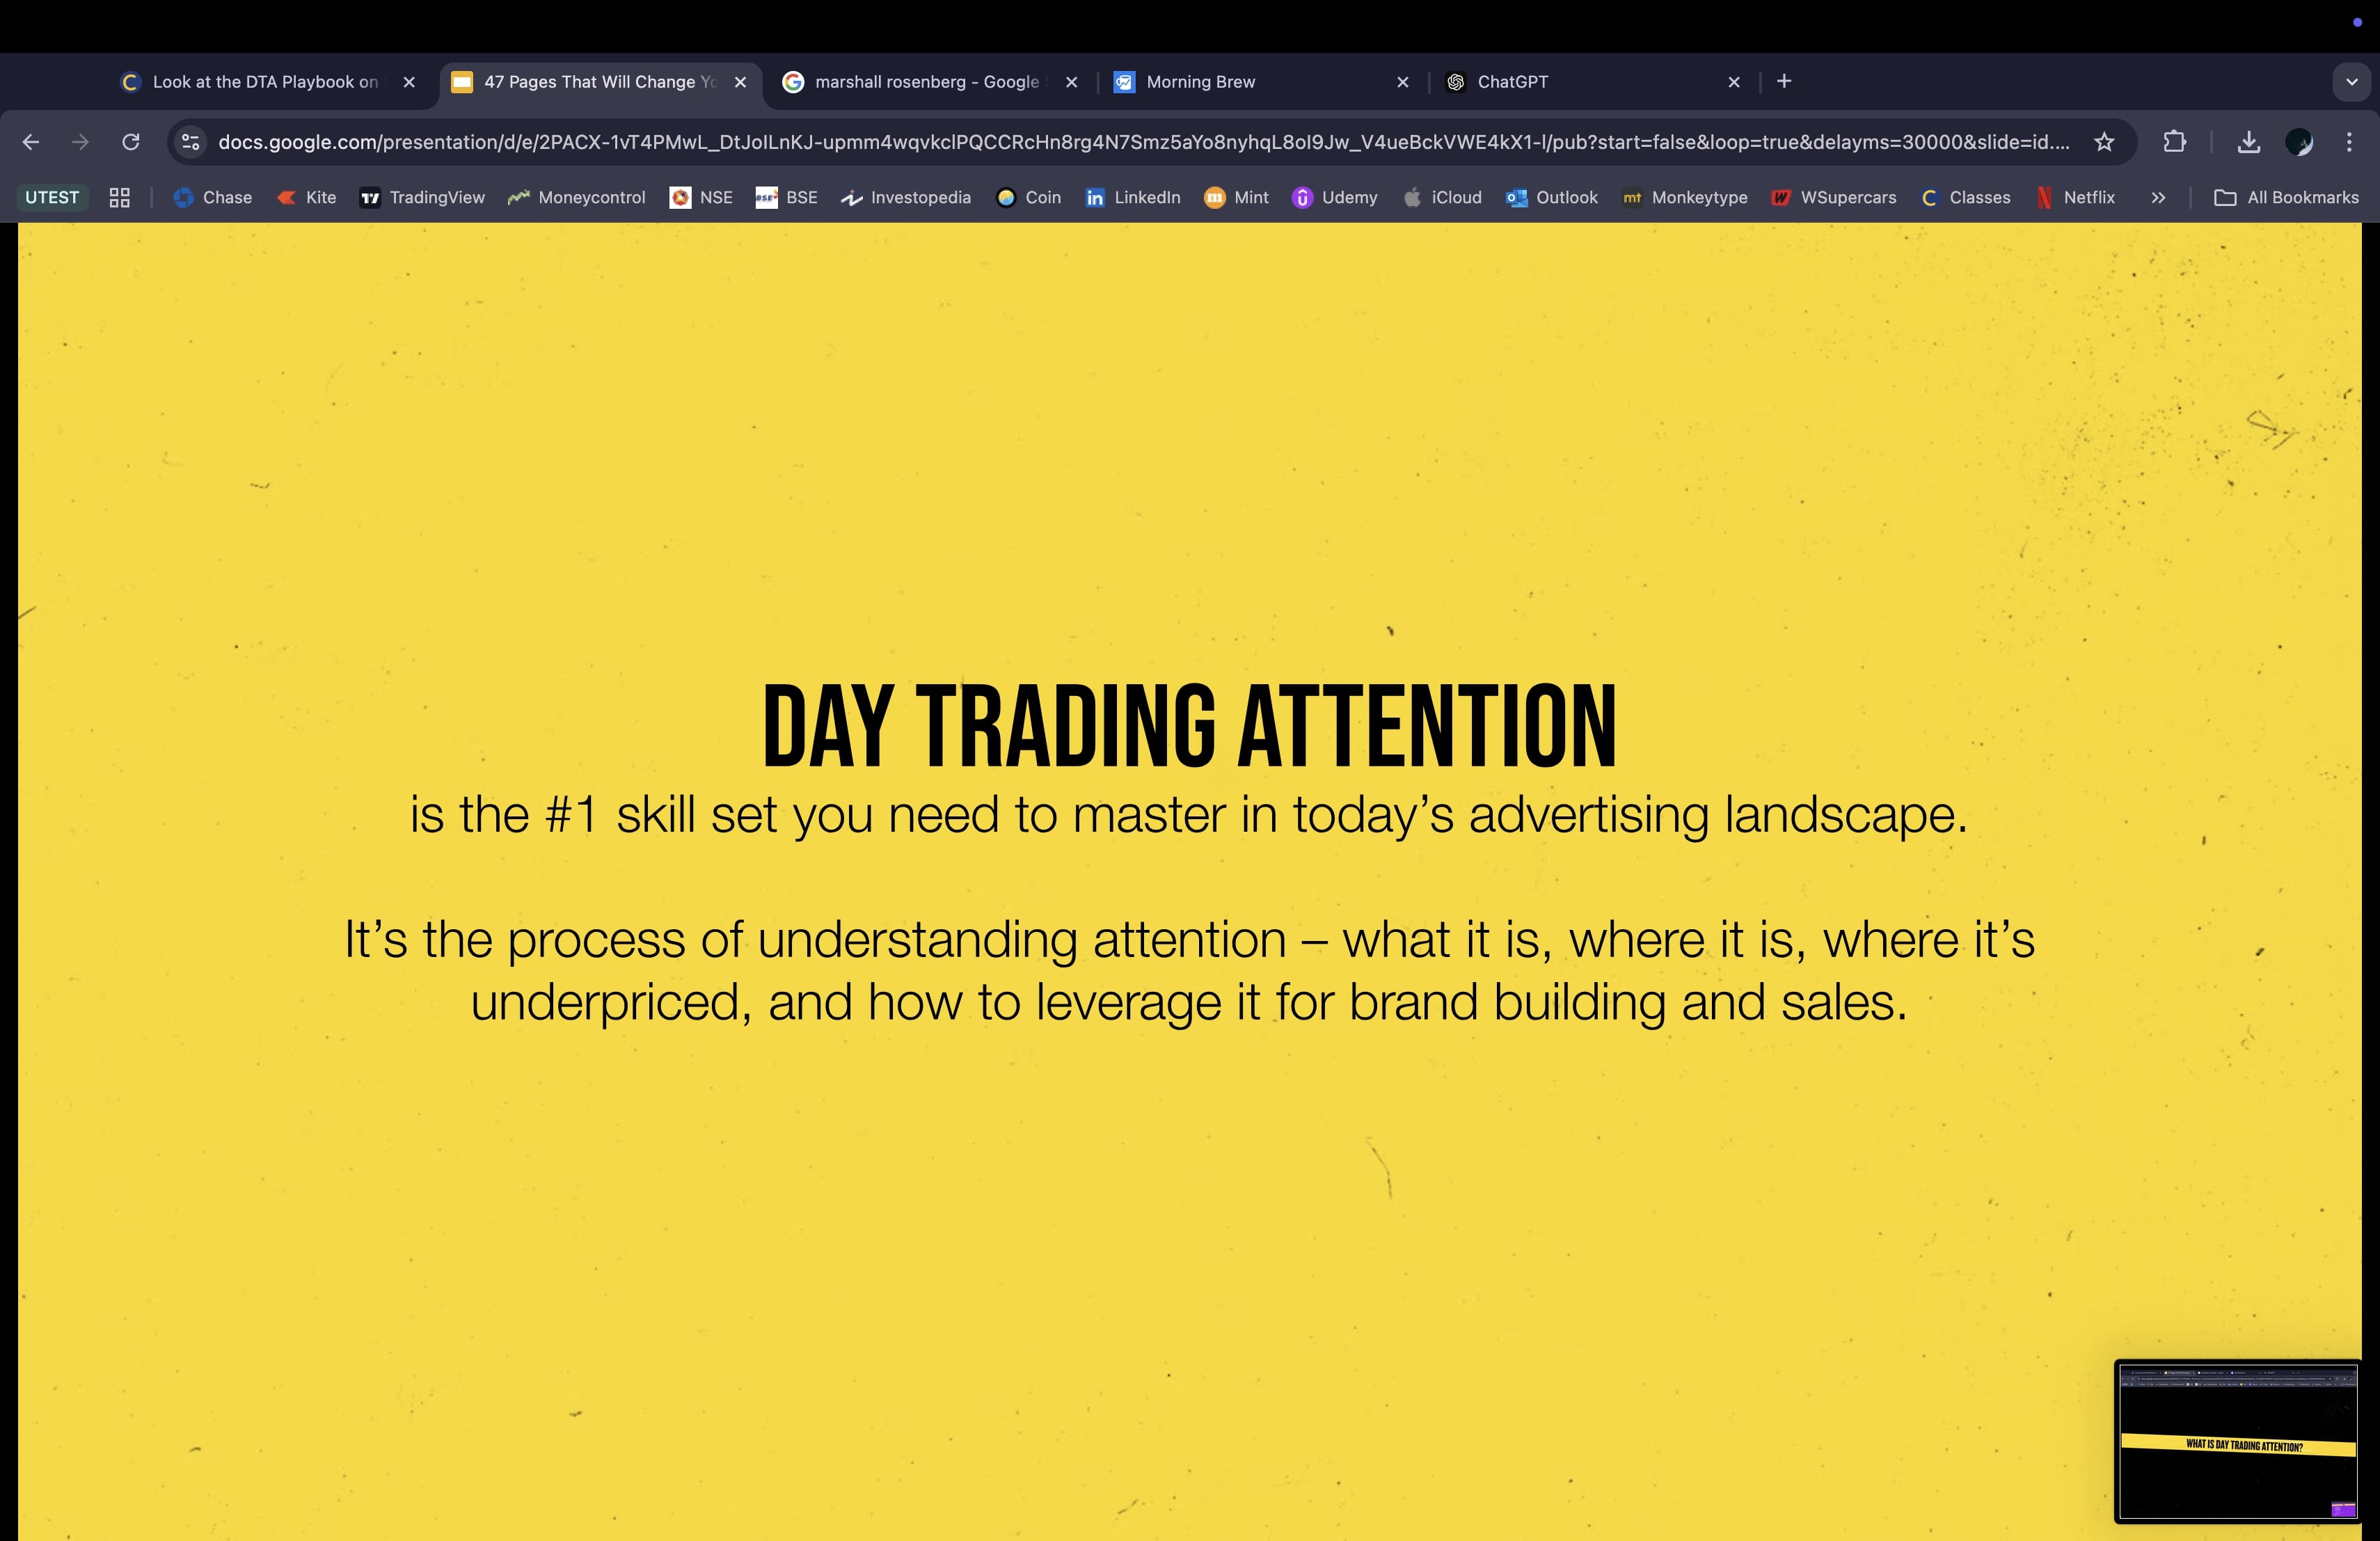 Look at the DTA Playbook on
47 Pages That Will Change Yo
marshall rosenberg - Google S
Morning Brew
ChatGPT
docs.google.com/presentation/d/e/2PACX-1vT4PMwL_DtJoILnKJ-upmm4wqvkclPQCCRcHn8rg4N7Smz5aYo8nyhqL8oI9Jw_V4ueBckVWE4kX1-l/pub?start=false&loop=true&delayms=30000&slide=id....
UTEST Chase Kite TradingView Moneycontrol NSE BSE Investopedia Coin LinkedIn Mint Udemy iCloud Outlook Monkeytype WSupercars Classes Netflix All Bookmarks
DAY TRADING ATTENTION
is the #1 skill set you need to master in today’s advertising landscape.
It’s the process of understanding attention – what it is, where it is, where it’s
underpriced, and how to leverage it for brand building and sales.
WHAT IS DAY TRADING ATTENTION?